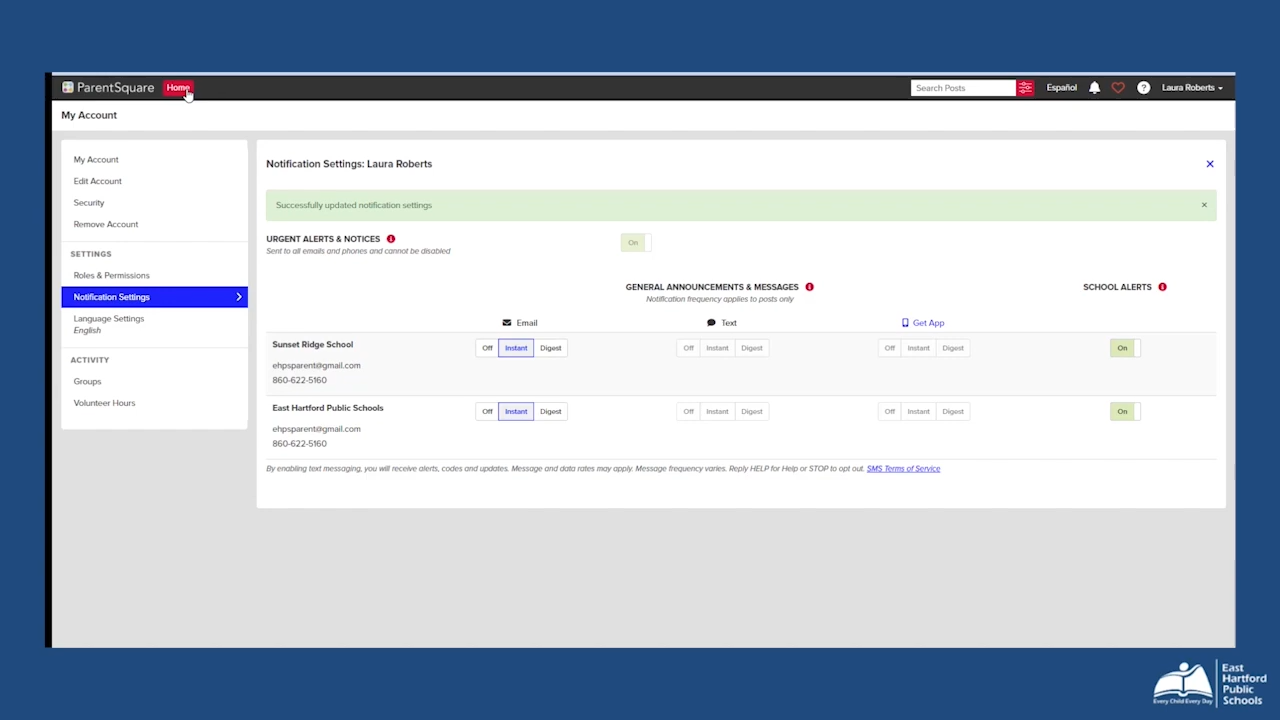 ParentSquare Home Search Posts Español ? Laura Roberts
My Account
My Account
Edit Account
Security
Remove Account
SETTINGS
Roles & Permissions
Notification Settings
Language Settings
English
ACTIVITY
Groups
Volunteer Hours
Notification Settings: Laura Roberts
Successfully updated notification settings
URGENT ALERTS & NOTICES On
Sent to all emails and phones and cannot be disabled
GENERAL ANNOUNCEMENTS & MESSAGES SCHOOL ALERTS
Notification frequency applies to posts only
Email Text Get App
Sunset Ridge School Off Instant Digest Off Instant Digest Off Instant Digest On
ehpsparent@gmail.com
860-622-5160
East Hartford Public Schools Off Instant Digest Off Instant Digest Off Instant Digest On
ehpsparent@gmail.com
860-622-5160
By enabling text messaging, you will receive alerts, codes and updates. Message and data rates may apply. Message frequency varies. Reply HELP for Help or STOP to opt out. SMS Terms of Service
Every Child Every Day
East
Hartford
Public
Schools